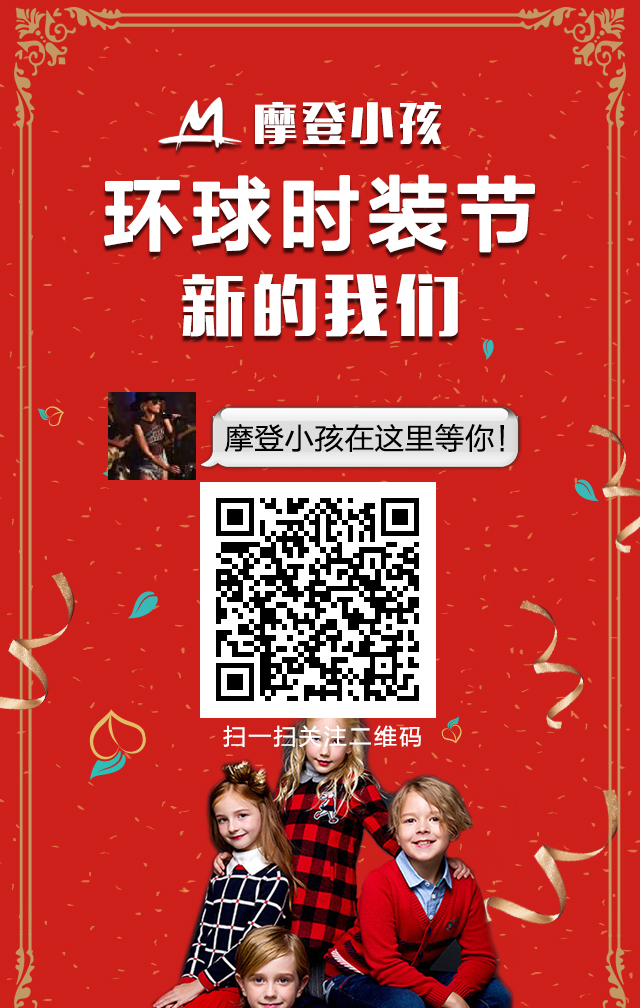 摩登小孩
环球时装节
新的我们
摩登小孩在这里等你！
扫一扫关注二维码